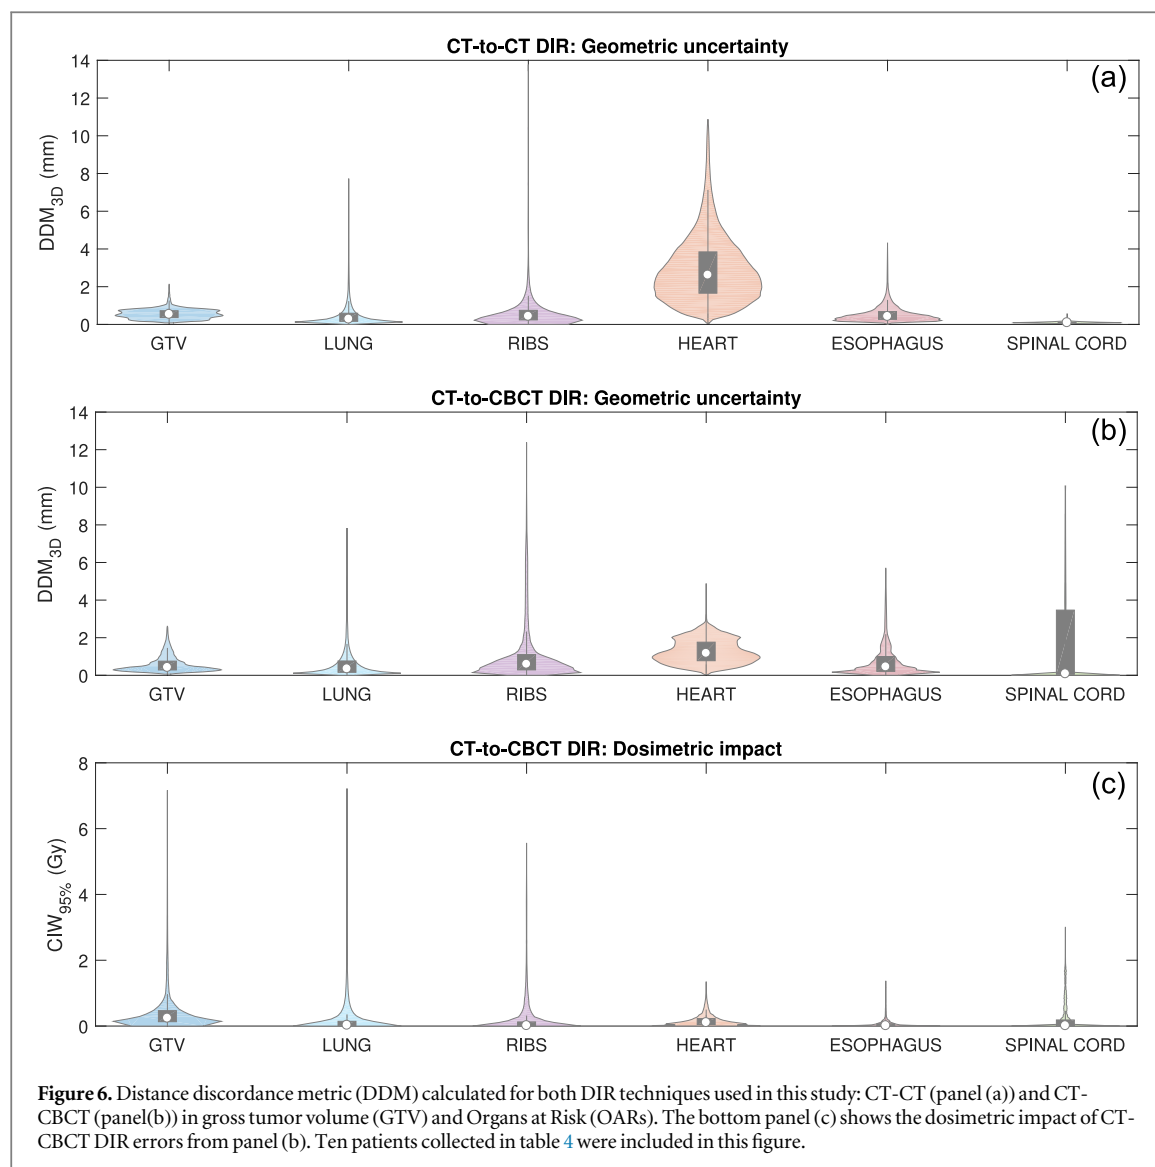 CT-to-CT DIR: Geometric uncertainty
(a)
14
12
10
8
6
4
2
0
DDM3D (mm)
GTV LUNG RIBS HEART ESOPHAGUS SPINAL CORD
CT-to-CBCT DIR: Geometric uncertainty
(b)
14
12
10
8
6
4
2
0
DDM3D (mm)
GTV LUNG RIBS HEART ESOPHAGUS SPINAL CORD
CT-to-CBCT DIR: Dosimetric impact
(c)
8
6
4
2
0
CIW95% (Gy)
GTV LUNG RIBS HEART ESOPHAGUS SPINAL CORD
Figure 6. Distance discordance metric (DDM) calculated for both DIR techniques used in this study: CT-CT (panel (a)) and CT-
CBCT (panel(b)) in gross tumor volume (GTV) and Organs at Risk (OARs). The bottom panel (c) shows the dosimetric impact of CT-
CBCT DIR errors from panel (b). Ten patients collected in table 4 were included in this figure.